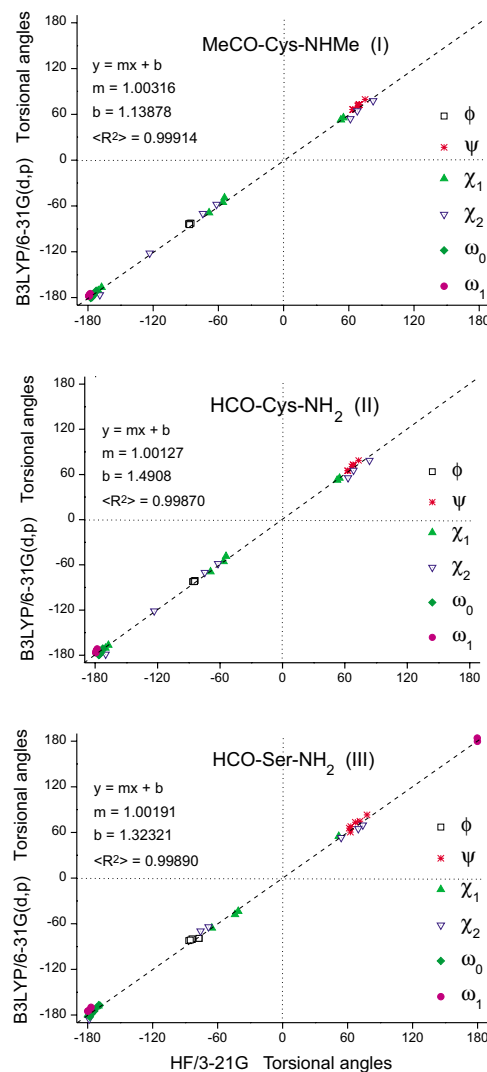 MeCO-Cys-NHMe (I)
y = mx + b
m = 1.00316
b = 1.13878
<R²> = 0.99914
B3LYP/6-31G(d,p) Torsional angles
180
120
60
0
-60
-120
-180
-180 -120 -60 0 60 120 180
ϕ
ψ
χ₁
χ₂
ω₀
ω₁
HCO-Cys-NH₂ (II)
y = mx + b
m = 1.00127
b = 1.4908
<R²> = 0.99870
B3LYP/6-31G(d,p) Torsional angles
180
120
60
0
-60
-120
-180
-180 -120 -60 0 60 120 180
ϕ
ψ
χ₁
χ₂
ω₀
ω₁
HCO-Ser-NH₂ (III)
y = mx + b
m = 1.00191
b = 1.32321
<R²> = 0.99890
B3LYP/6-31G(d,p) Torsional angles
180
120
60
0
-60
-120
-180
-180 -120 -60 0 60 120 180
ϕ
ψ
χ₁
χ₂
ω₀
ω₁
HF/3-21G Torsional angles